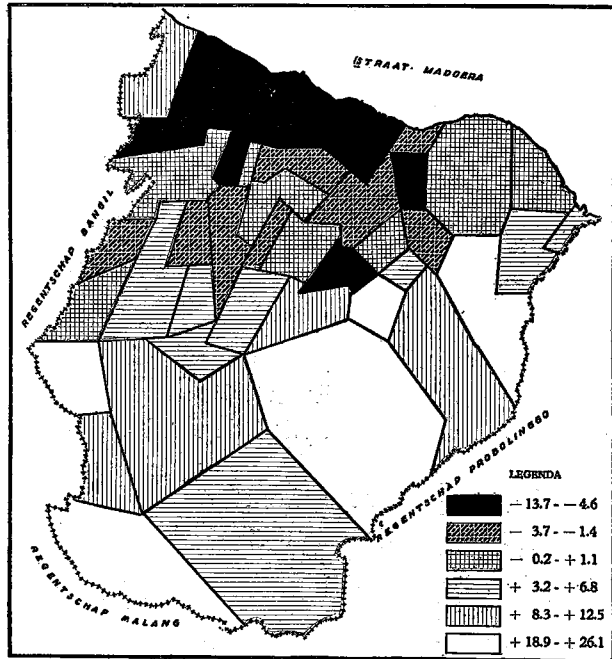 STRAAT MADOERA
REGENTSCHAP BANGIL
REGENTSCHAP PROBOLINGGO
REGENTSCHAP MALANG
LEGENDA
− 13.7 - − 4.6
− 3.7 - − 1.4
− 0.2 - + 1.1
+ 3.2 - + 6.8
+ 8.3 - + 12.5
+ 18.9 - + 26.1